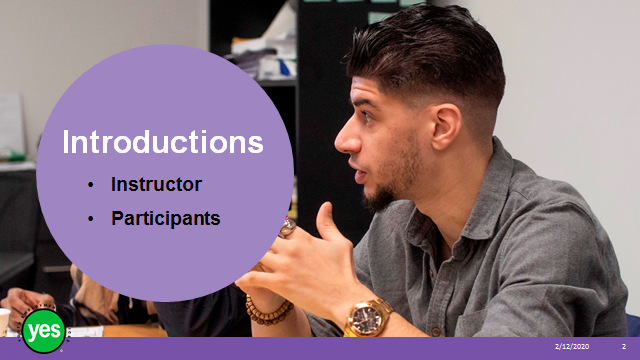 Introductions
• Instructor
• Participants
yes
2/12/2020
2